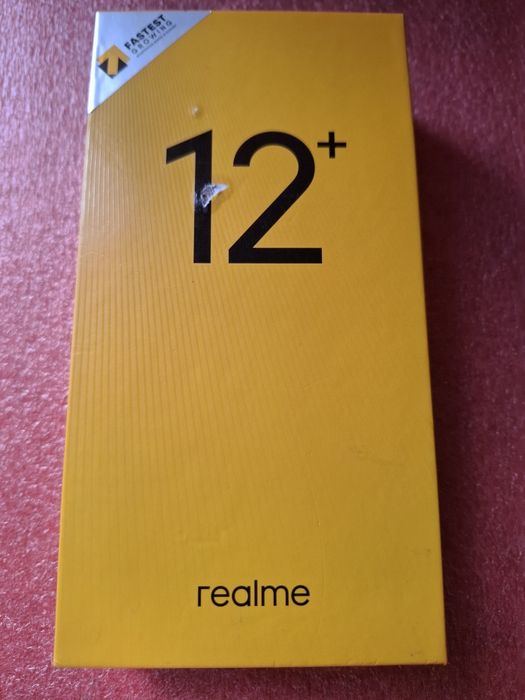 FASTEST
GROWING
12+
realme